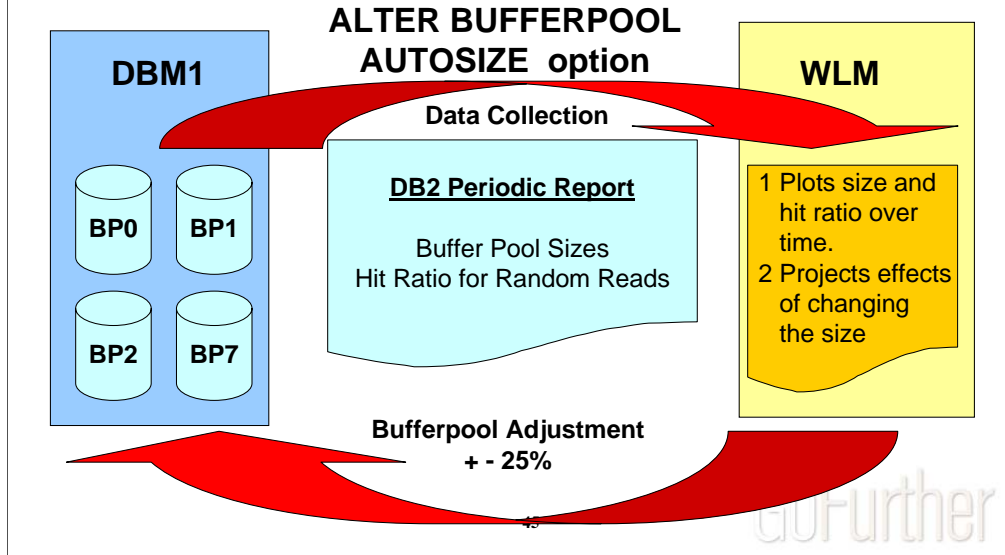 ALTER BUFFERPOOL
AUTOSIZE option
DBM1
WLM
Data Collection
DB2 Periodic Report
Buffer Pool Sizes
Hit Ratio for Random Reads
BP0
BP1
BP2
BP7
1 Plots size and
hit ratio over
time.
2 Projects effects
of changing
the size
Bufferpool Adjustment
+ - 25%
GoFurther